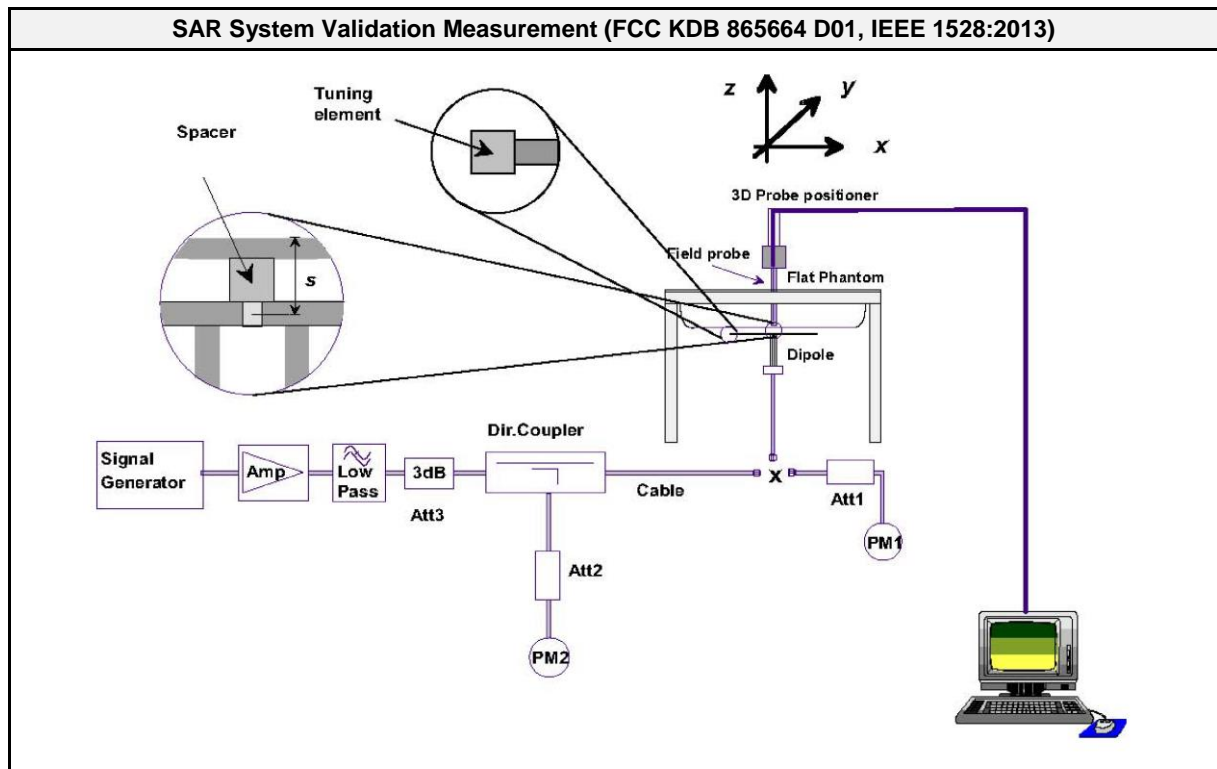 SAR System Validation Measurement (FCC KDB 865664 D01, IEEE 1528:2013)
Tuning
element
Spacer
s
z
y
x
3D Probe positioner
Field probe
Flat Phantom
Dipole
Dir.Coupler
Signal
Generator
Amp
Low
Pass
3dB
Att3
Cable
X
Att1
PM1
Att2
PM2